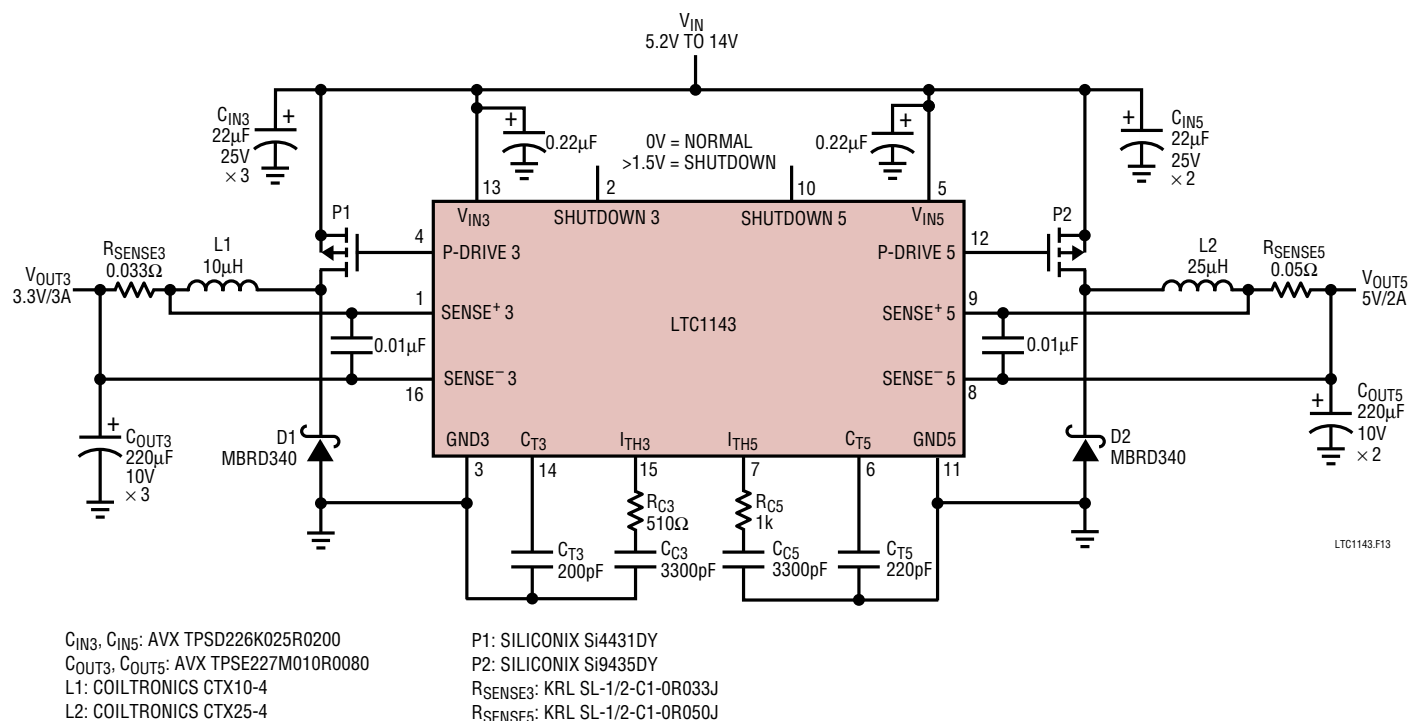 VIN
5.2V TO 14V
CIN3
22µF
25V
× 3
+
+
0.22µF
0V = NORMAL
>1.5V = SHUTDOWN
0.22µF
+
+
CIN5
22µF
25V
× 2
13
2
10
5
VIN3
SHUTDOWN 3
SHUTDOWN 5
VIN5
P1
P2
4
P-DRIVE 3
P-DRIVE 5
12
VOUT3
3.3V/3A
RSENSE3
0.033Ω
L1
10µH
L2
25µH
RSENSE5
0.05Ω
VOUT5
5V/2A
1
SENSE+ 3
LTC1143
SENSE+ 5
9
0.01µF
0.01µF
16
SENSE– 3
SENSE– 5
8
+
COUT3
220µF
10V
× 3
D1
MBRD340
D2
MBRD340
+
COUT5
220µF
10V
× 2
GND3
CT3
ITH3
ITH5
CT5
GND5
3
14
15
7
6
11
RC3
510Ω
RC5
1k
CT3
200pF
CC3
3300pF
CC5
3300pF
CT5
220pF
LTC1143.F13
CIN3, CIN5: AVX TPSD226K025R0200
COUT3, COUT5: AVX TPSE227M010R0080
L1: COILTRONICS CTX10-4
L2: COILTRONICS CTX25-4
P1: SILICONIX Si4431DY
P2: SILICONIX Si9435DY
RSENSE3: KRL SL-1/2-C1-0R033J
RSENSE5: KRL SL-1/2-C1-0R050J